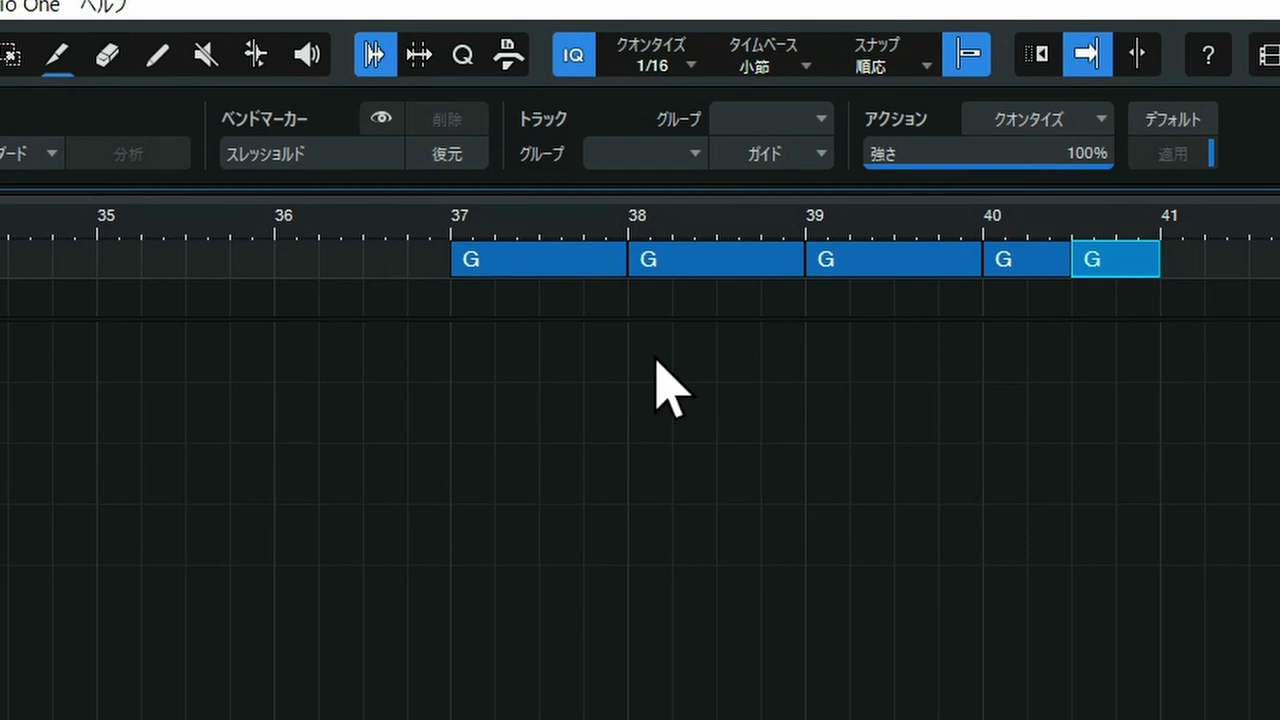 To One ヘルプ
IQ クオンタイズ タイムベース スナップ
1/16 小節 順応
Q ?
ベンドマーカー 削除 トラック グループ アクション クオンタイズ デフォルト
分析 スレッショルド 復元 グループ ガイド 強さ 100% 適用
35 36 37 38 39 40 41
G G G G G